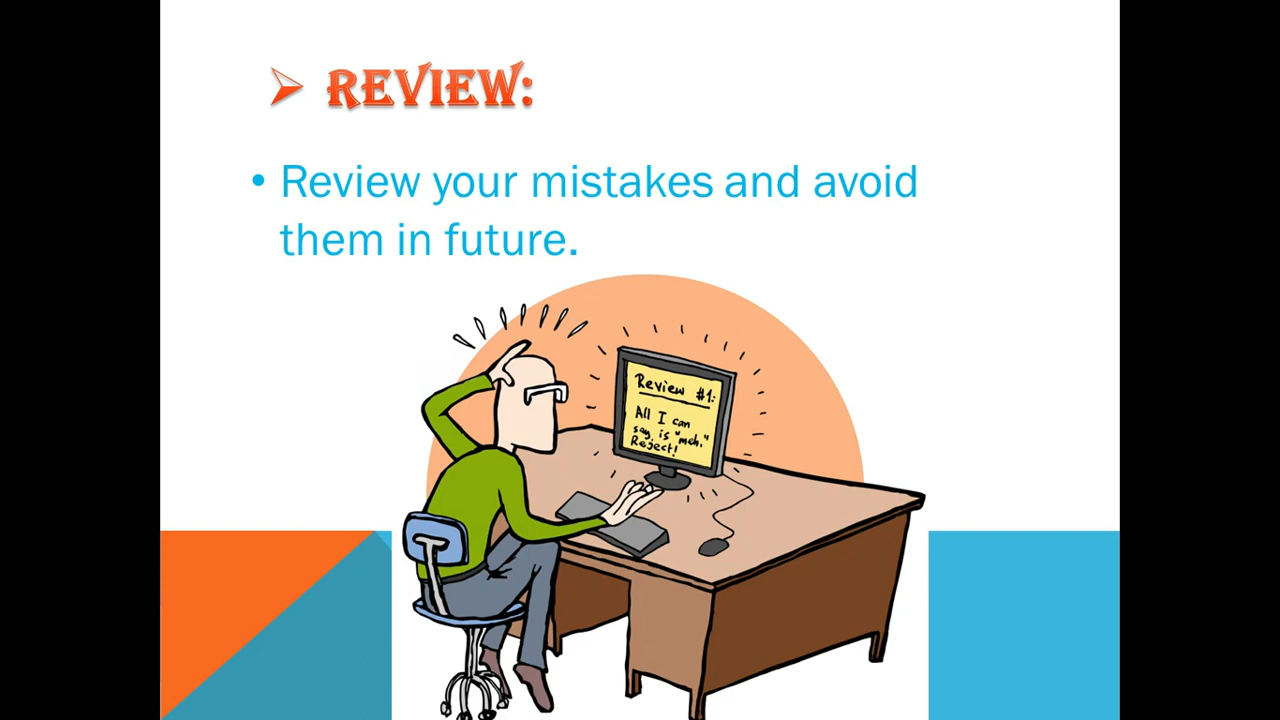 REVIEW:
• Review your mistakes and avoid
them in future.
Review #1:
All I can
say, is "meh."
Reject!